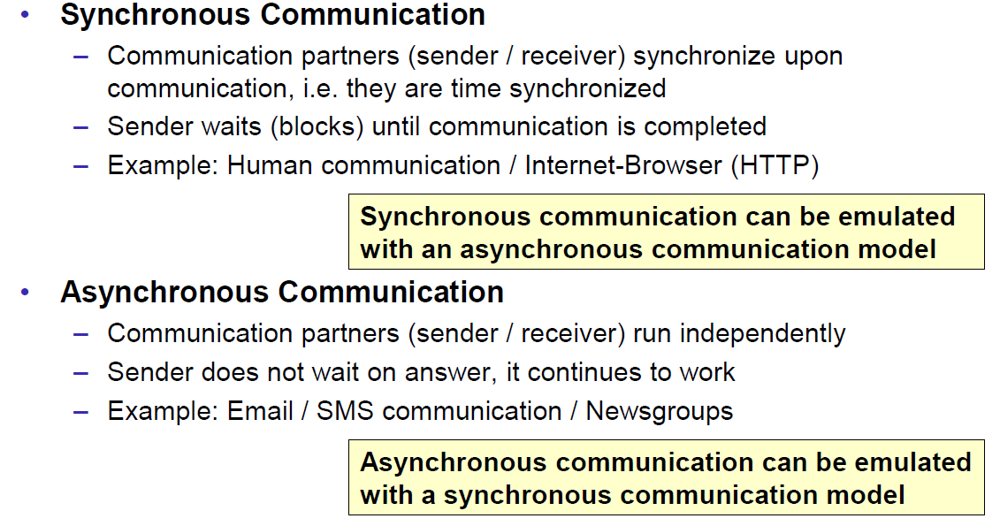 • Synchronous Communication
– Communication partners (sender / receiver) synchronize upon
communication, i.e. they are time synchronized
– Sender waits (blocks) until communication is completed
– Example: Human communication / Internet-Browser (HTTP)
Synchronous communication can be emulated
with an asynchronous communication model
• Asynchronous Communication
– Communication partners (sender / receiver) run independently
– Sender does not wait on answer, it continues to work
– Example: Email / SMS communication / Newsgroups
Asynchronous communication can be emulated
with a synchronous communication model